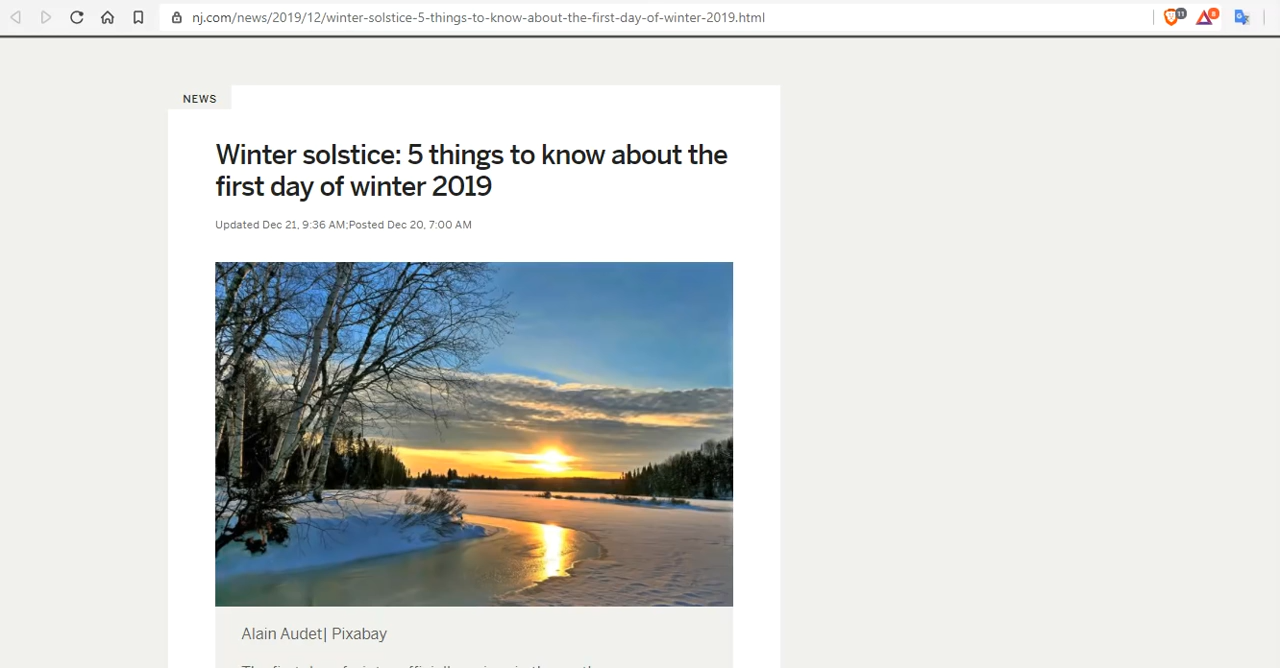 nj.com/news/2019/12/winter-solstice-5-things-to-know-about-the-first-day-of-winter-2019.html
11
8
NEWS
Winter solstice: 5 things to know about the
first day of winter 2019
Updated Dec 21, 9:36 AM;Posted Dec 20, 7:00 AM
Alain Audet| Pixabay